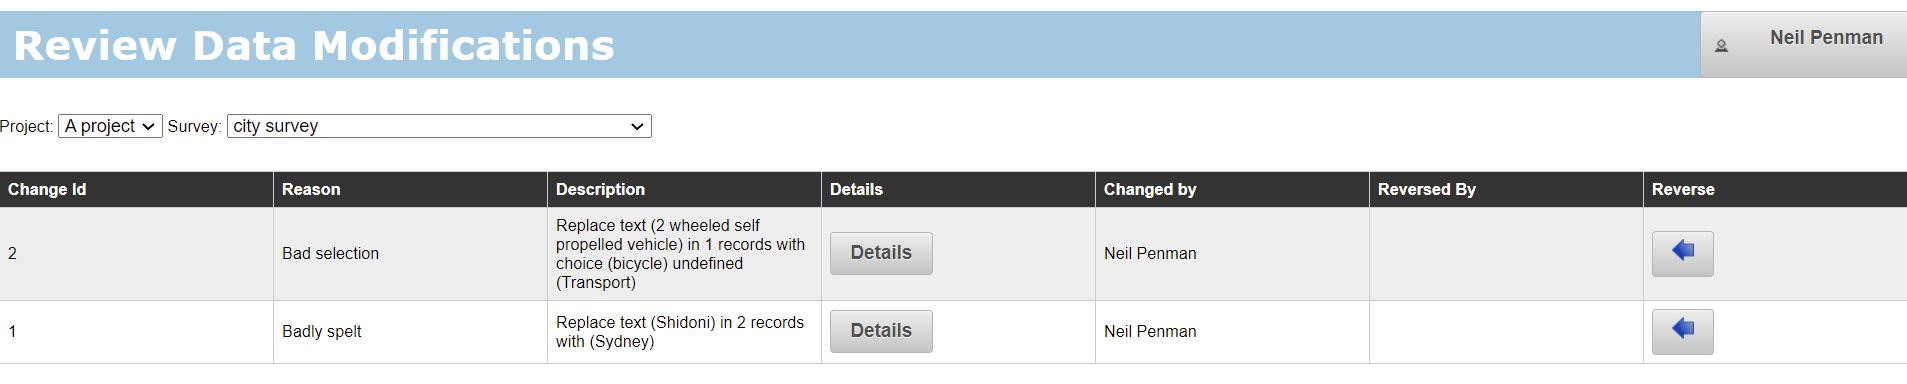 Review Data Modifications
Neil Penman
Project: A project Survey: city survey
Change Id Reason Description Details Changed by Reversed By Reverse
2 Bad selection Replace text (2 wheeled self
propelled vehicle) in 1 records with
choice (bicycle) undefined
(Transport) Details Neil Penman
1 Badly spelt Replace text (Shidoni) in 2 records
with (Sydney) Details Neil Penman